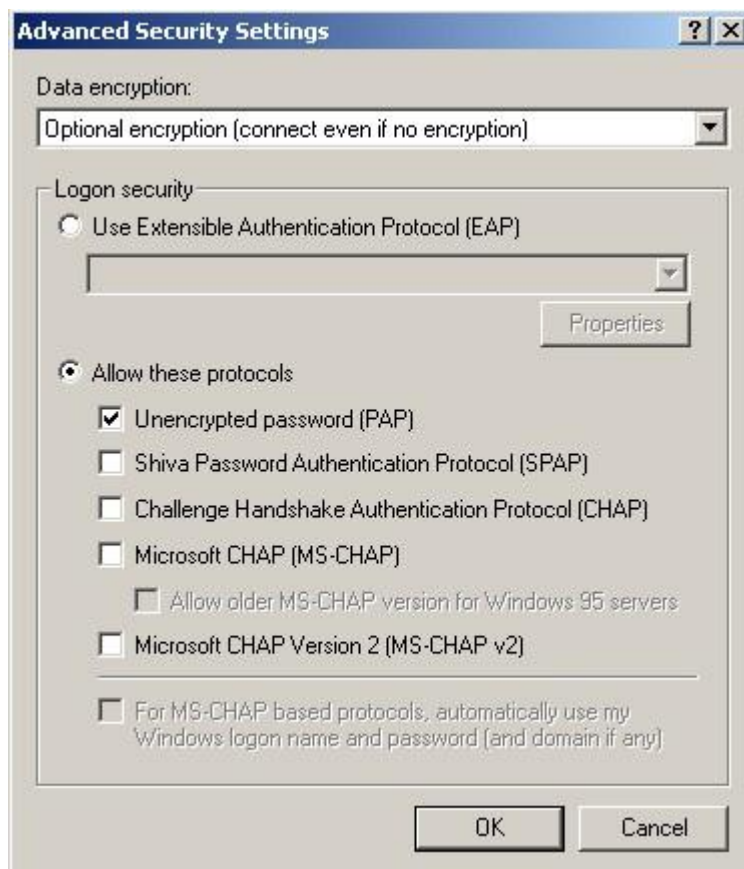 Advanced Security Settings
Data encryption:
Optional encryption (connect even if no encryption)
Logon security
Use Extensible Authentication Protocol (EAP)
Properties
Allow these protocols
Unencrypted password (PAP)
Shiva Password Authentication Protocol (SPAP)
Challenge Handshake Authentication Protocol (CHAP)
Microsoft CHAP (MS-CHAP)
Allow older MS-CHAP version for Windows 95 servers
Microsoft CHAP Version 2 (MS-CHAP v2)
For MS-CHAP based protocols, automatically use my
Windows logon name and password (and domain if any)
OK Cancel